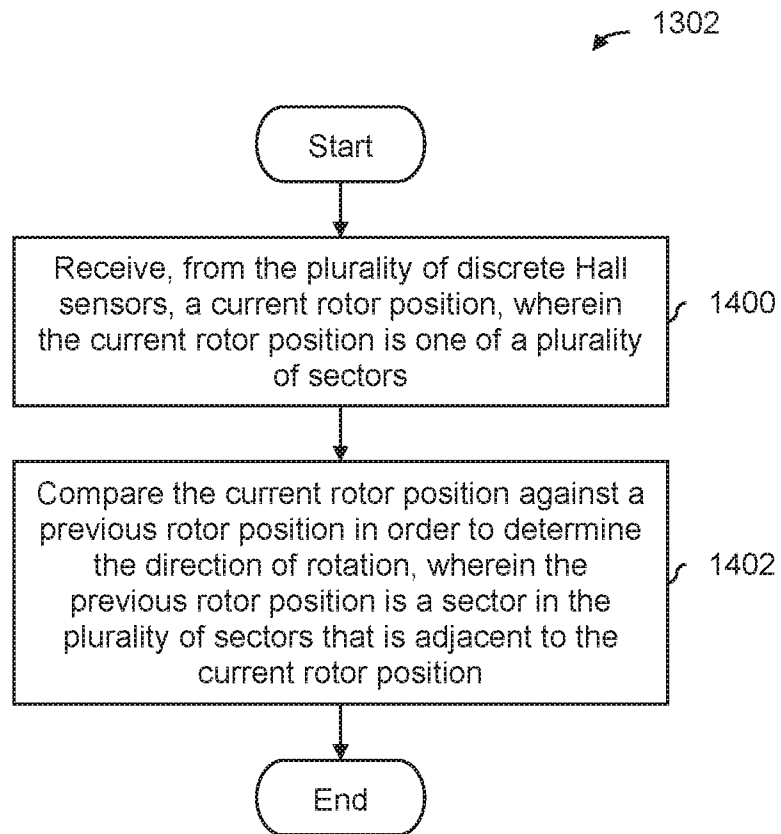 1302
Start
Receive, from the plurality of discrete Hall
sensors, a current rotor position, wherein
the current rotor position is one of a plurality
of sectors
1400
Compare the current rotor position against a
previous rotor position in order to determine
the direction of rotation, wherein the
previous rotor position is a sector in the
plurality of sectors that is adjacent to the
current rotor position
1402
End